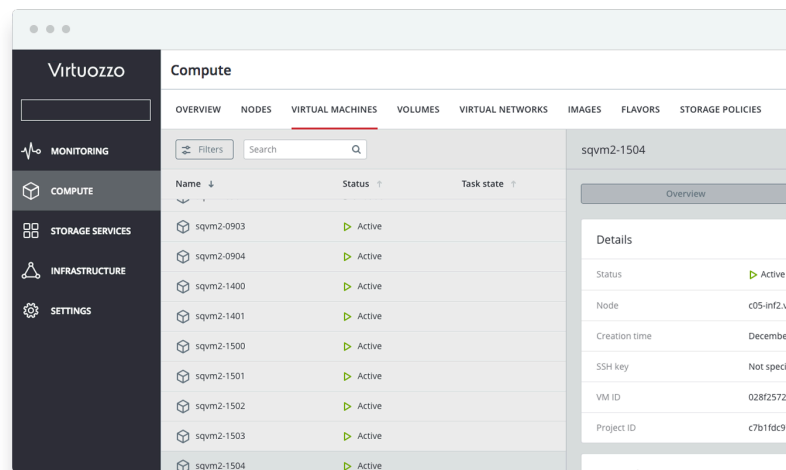 Virtuozzo
Compute
OVERVIEW NODES VIRTUAL MACHINES VOLUMES VIRTUAL NETWORKS IMAGES FLAVORS STORAGE POLICIES
MONITORING
COMPUTE
STORAGE SERVICES
INFRASTRUCTURE
SETTINGS
Filters Search
Name Status Task state
sqvm2-0903 Active
sqvm2-0904 Active
sqvm2-1400 Active
sqvm2-1401 Active
sqvm2-1500 Active
sqvm2-1501 Active
sqvm2-1502 Active
sqvm2-1503 Active
sqvm2-1504 Active
sqvm2-1504
Overview
Details
Status Active
Node c05-inf2.v
Creation time Decembe
SSH key Not speci
VM ID 028f2572
Project ID c7b1fdc9